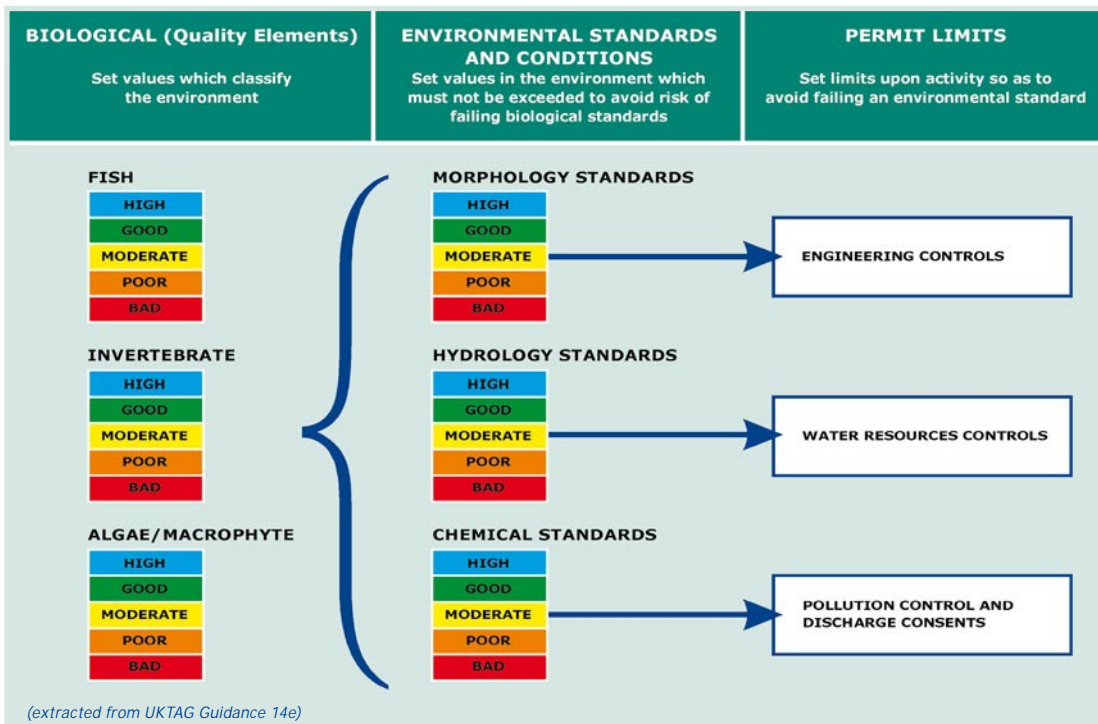 BIOLOGICAL (Quality Elements)
Set values which classify
the environment
ENVIRONMENTAL STANDARDS
AND CONDITIONS
Set values in the environment which
must not be exceeded to avoid risk of
failing biological standards
PERMIT LIMITS
Set limits upon activity so as to
avoid failing an environmental standard
FISH
HIGH
GOOD
MODERATE
POOR
BAD
MORPHOLOGY STANDARDS
HIGH
GOOD
MODERATE
POOR
BAD
ENGINEERING CONTROLS
INVERTEBRATE
HIGH
GOOD
MODERATE
POOR
BAD
HYDROLOGY STANDARDS
HIGH
GOOD
MODERATE
POOR
BAD
WATER RESOURCES CONTROLS
ALGAE/MACROPHYTE
HIGH
GOOD
MODERATE
POOR
BAD
CHEMICAL STANDARDS
HIGH
GOOD
MODERATE
POOR
BAD
POLLUTION CONTROL AND
DISCHARGE CONSENTS
(extracted from UKTAG Guidance 14e)